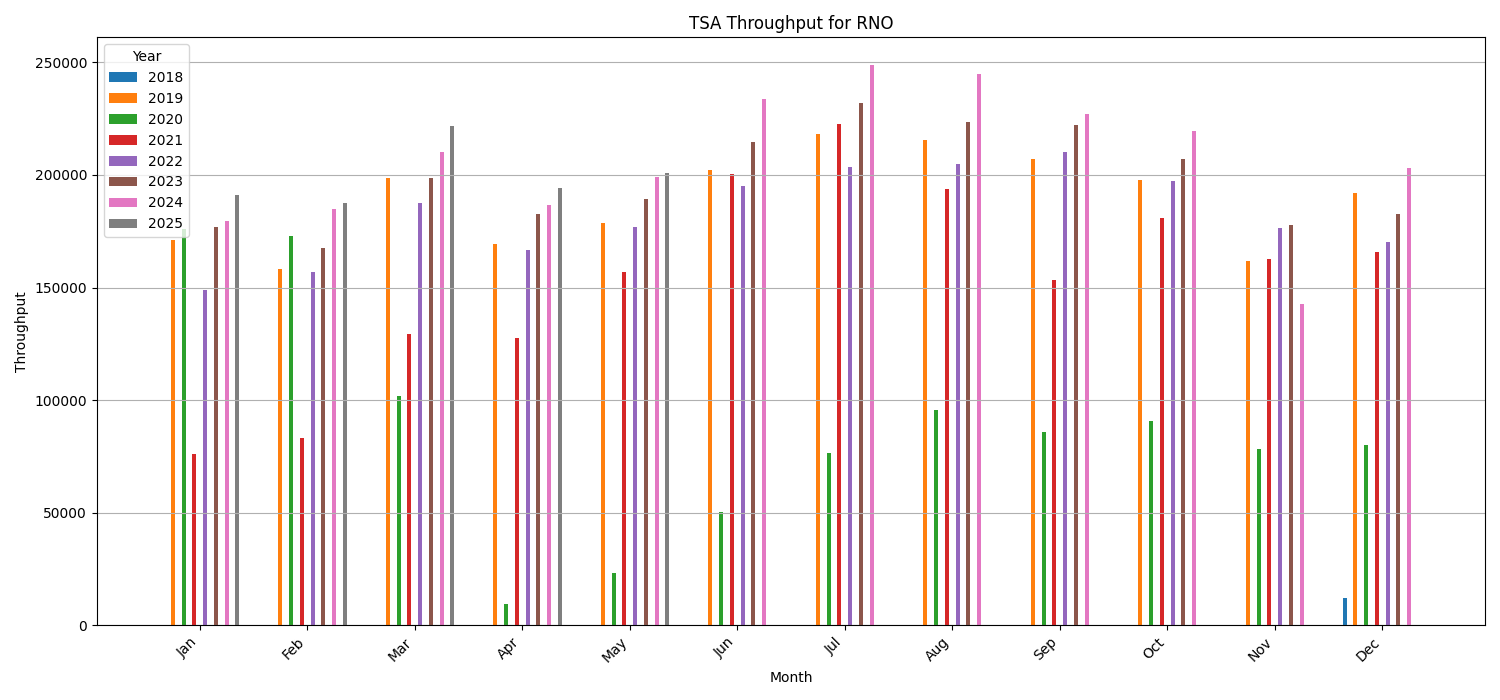 TSA Throughput for RNO
Year
2018
2019
2020
2021
2022
2023
2024
2025
Throughput
250000
200000
150000
100000
50000
0
Jan Feb Mar Apr May Jun Jul Aug Sep Oct Nov Dec
Month